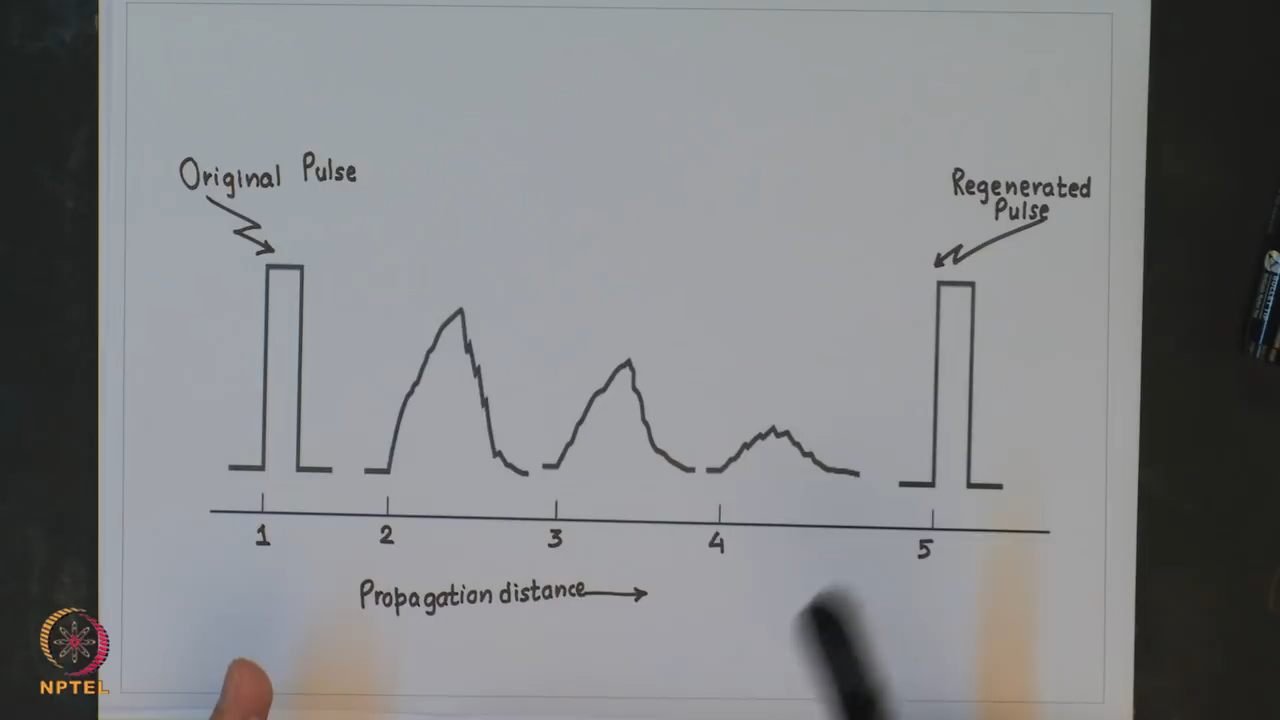 Original Pulse
Regenerated
Pulse
1 2 3 4 5
Propagation distance
NPTEL